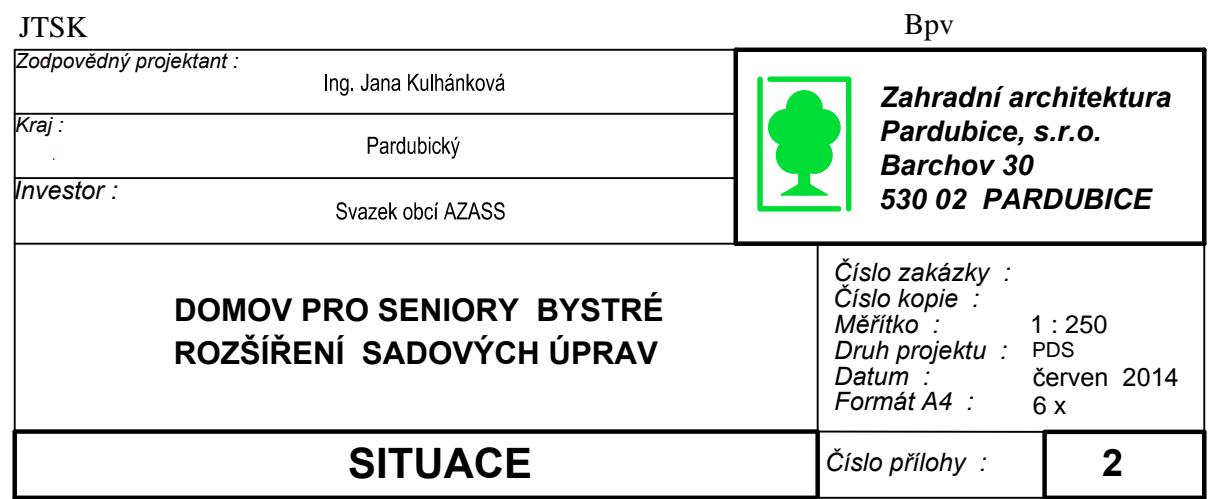 JTSK Bpv
Zodpovědný projektant :
Ing. Jana Kulhánková
Kraj :
Pardubický
Investor :
Svazek obcí AZASS
Zahradní architektura
Pardubice, s.r.o.
Barchov 30
530 02 PARDUBICE
DOMOV PRO SENIORY BYSTRÉ
ROZŠÍŘENÍ SADOVÝCH ÚPRAV
Číslo zakázky :
Číslo kopie :
Měřítko : 1 : 250
Druh projektu : PDS
Datum : červen 2014
Formát A4 : 6 x
SITUACE
Číslo přílohy : 2